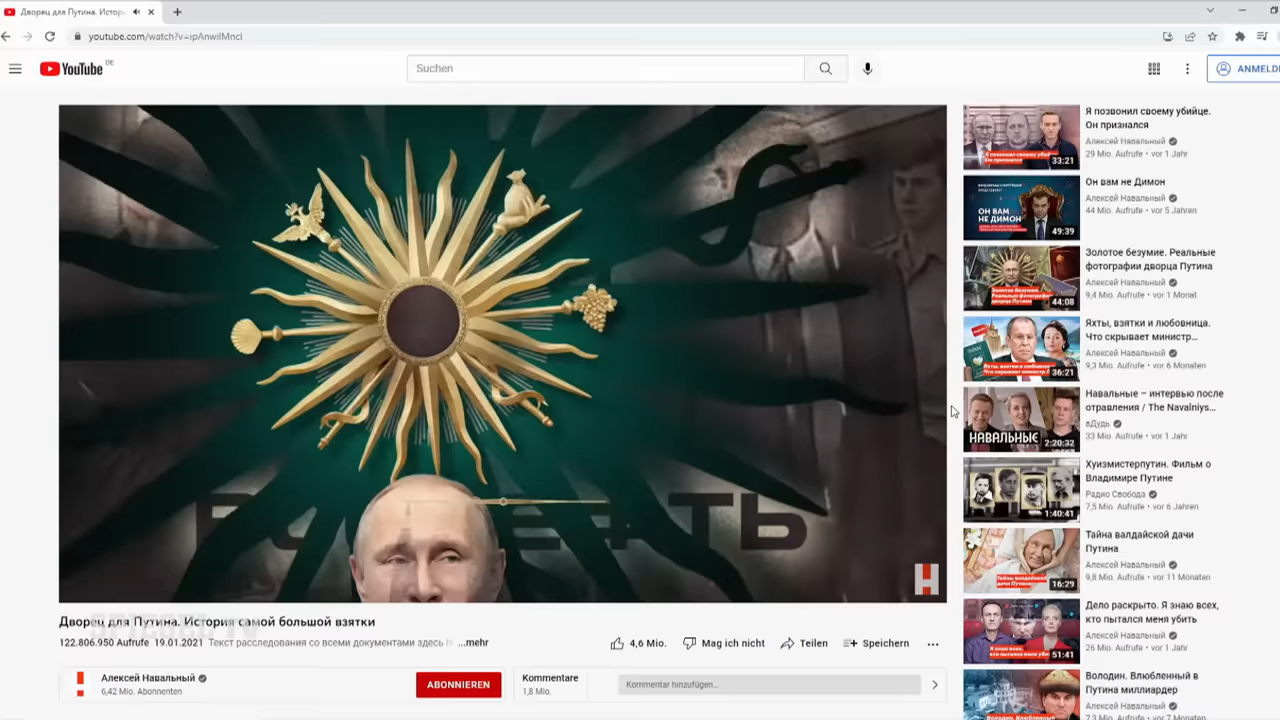 Дворец для Путина. Истори
youtube.com/watch?v=ipAnwilMncI
YouTube DE
Suchen
ANMELD
Дворец для Путина. История самой большой взятки
122.806.950 Aufrufe 19.01.2021 Текст расследования со всеми документами здесь ...mehr
4,6 Mio.
Mag ich nicht
Teilen
Speichern
Алексей Навальный
6,42 Mio. Abonnenten
ABONNIEREN
Kommentare
1,8 Mio.
Kommentar hinzufügen...
33:21
Я позвонил своему убийце.
Он признался
Алексей Навальный
29 Mio. Aufrufe • vor 1 Jahr
ОН ВАМ
НЕ ДИМОН
49:39
Он вам не Димон
Алексей Навальный
44 Mio. Aufrufe • vor 5 Jahren
44:08
Золотое безумие. Реальные
фотографии дворца Путина
Алексей Навальный
9,4 Mio. Aufrufe • vor 1 Monat
36:21
Яхты, взятки и любовница.
Что скрывает министр...
Алексей Навальный
9,3 Mio. Aufrufe • vor 6 Monaten
НАВАЛЬНЫЕ
2:20:32
Навальные – интервью после
отравления / The Navalniys...
вДудь
33 Mio. Aufrufe • vor 1 Jahr
1:40:41
Хуизмистерпутин. Фильм о
Владимире Путине
Радио Свобода
7,5 Mio. Aufrufe • vor 6 Jahren
16:29
Тайна валдайской дачи
Путина
Алексей Навальный
9,8 Mio. Aufrufe • vor 11 Monaten
51:41
Дело раскрыто. Я знаю всех,
кто пытался меня убить
Алексей Навальный
26 Mio. Aufrufe • vor 1 Jahr
Володин. Влюбленный в
Путина миллиардер
Алексей Навальный
7,3 Mio. Aufrufe • vor 7 Monaten